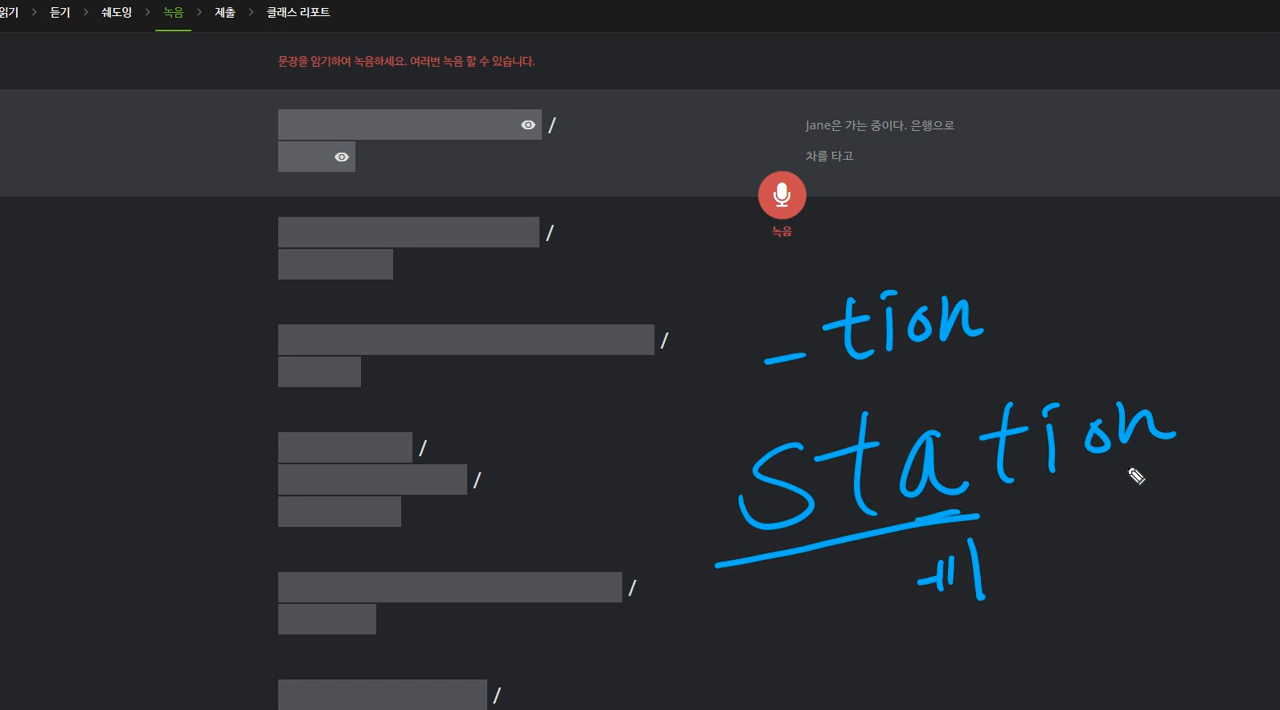 읽기 > 듣기 > 쉐도잉 > 녹음 > 제출 > 클래스 리포트
문장을 암기하여 녹음하세요. 여러번 녹음 할 수 있습니다.
/ Jane은 가는 중이다. 은행으로
차를 타고
녹음
/
/
/
/
/
/
_tion
station
ㅔ